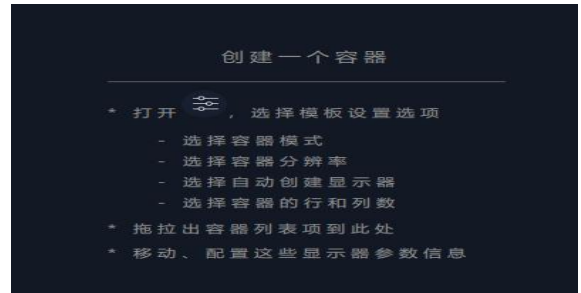 创建一个容器
* 打开 , 选择模板设置选项
- 选择容器模式
- 选择容器分辨率
- 选择自动创建显示器
- 选择容器的行和列数
* 拖拉出容器列表项到此处
* 移动、配置这些显示器参数信息